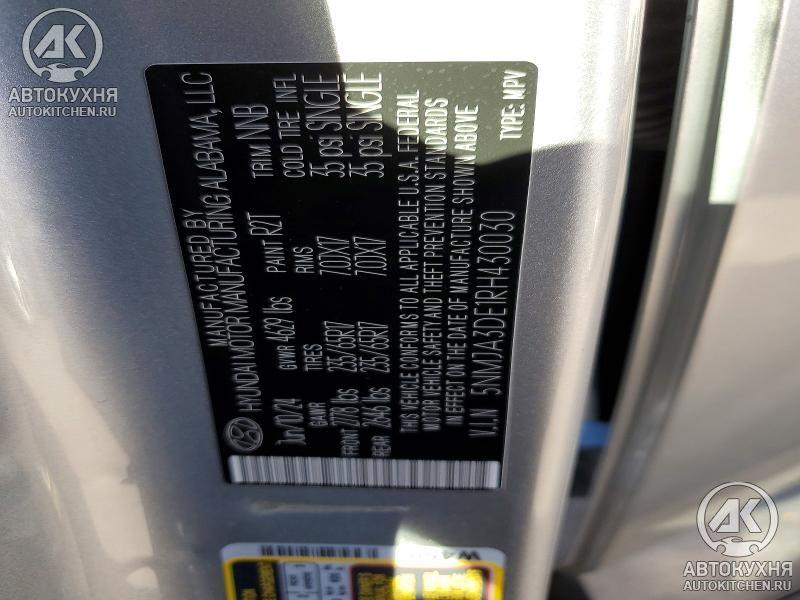 АВТОКУХНЯ
AUTOKITCHEN.RU
MANUFACTURED BY
HYUNDAI MOTOR MANUFACTURING ALABAMA, LLC
Jun/10/24 GVWR 4629 lbs PAINT R2T TRIM NNB
GAWR TIRES RIMS COLD TIRE INFL
FRONT 2778 lbs 235/65R17 7.0JX17 35 psi SINGLE
REAR 2646 lbs 235/65R17 7.0JX17 35 psi SINGLE
THIS VEHICLE CONFORMS TO ALL APPLICABLE U.S.A. FEDERAL
MOTOR VEHICLE SAFETY AND THEFT PREVENTION STANDARDS
IN EFFECT ON THE DATE OF MANUFACTURE SHOWN ABOVE
V.I.N 5NMJA3DE1RH430030 TYPE: MPV
АВТОКУХНЯ
AUTOKITCHEN.RU